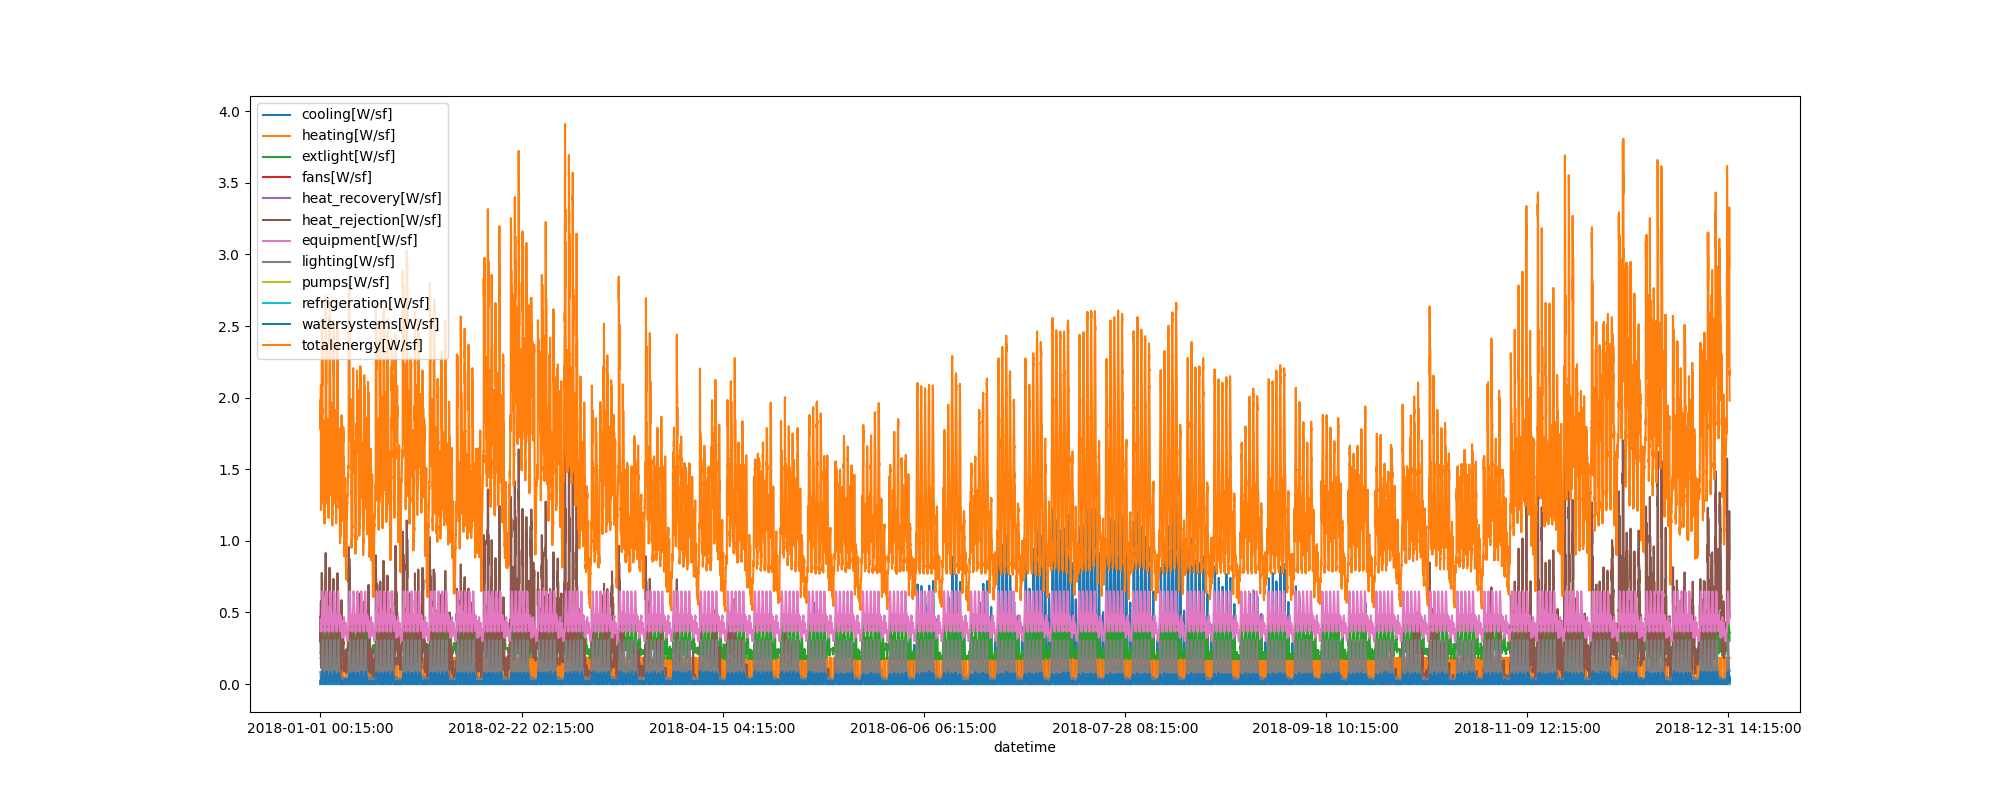 4.0
3.5
3.0
2.5
2.0
1.5
1.0
0.5
0.0
cooling[W/sf]
heating[W/sf]
extlight[W/sf]
fans[W/sf]
heat_recovery[W/sf]
heat_rejection[W/sf]
equipment[W/sf]
lighting[W/sf]
pumps[W/sf]
refrigeration[W/sf]
watersystems[W/sf]
totalenergy[W/sf]
2018-01-01 00:15:00 2018-02-22 02:15:00 2018-04-15 04:15:00 2018-06-06 06:15:00 2018-07-28 08:15:00 2018-09-18 10:15:00 2018-11-09 12:15:00 2018-12-31 14:15:00
datetime